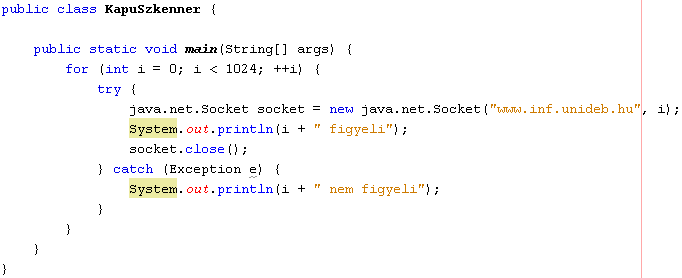 public class KapuSzkenner {
public static void main(String[] args) {
for (int i = 0; i < 1024; ++i) {
try {
java.net.Socket socket = new java.net.Socket("www.inf.unideb.hu", i);
System.out.println(i + " figyeli");
socket.close();
} catch (Exception e) {
System.out.println(i + " nem figyeli");
}
}
}
}